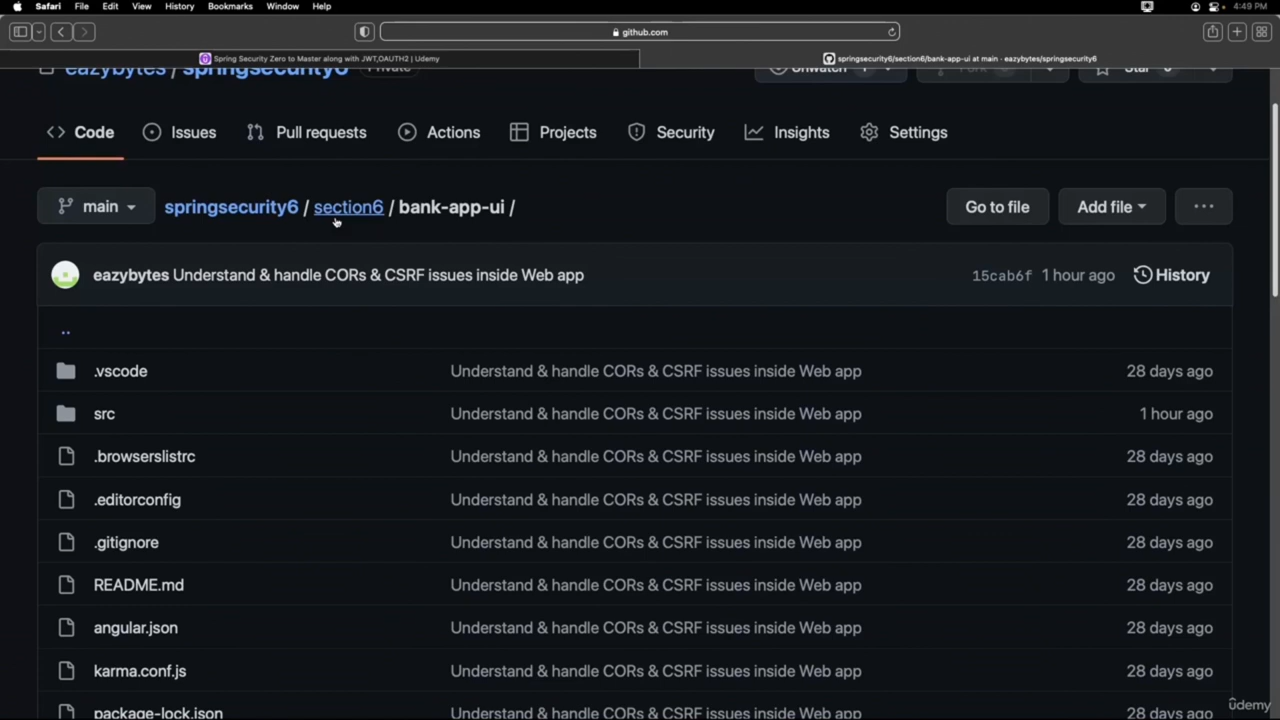 Safari File Edit View History Bookmarks Window Help 4:49 PM
github.com
Spring Security Zero to Master along with JWT,OAUTH2 | Udemy
springsecurity6/section6/bank-app-ui at main · eazybytes/springsecurity6
eazybytes / springsecurity6 Private Unwatch Fork Star
Code Issues Pull requests Actions Projects Security Insights Settings
main springsecurity6 / section6 / bank-app-ui / Go to file Add file ···
eazybytes Understand & handle CORs & CSRF issues inside Web app 15cab6f 1 hour ago History
..
.vscode Understand & handle CORs & CSRF issues inside Web app 28 days ago
src Understand & handle CORs & CSRF issues inside Web app 1 hour ago
.browserslistrc Understand & handle CORs & CSRF issues inside Web app 28 days ago
.editorconfig Understand & handle CORs & CSRF issues inside Web app 28 days ago
.gitignore Understand & handle CORs & CSRF issues inside Web app 28 days ago
README.md Understand & handle CORs & CSRF issues inside Web app 28 days ago
angular.json Understand & handle CORs & CSRF issues inside Web app 28 days ago
karma.conf.js Understand & handle CORs & CSRF issues inside Web app 28 days ago
package-lock.json Understand & handle CORs & CSRF issues inside Web app 28 days ago
udemy